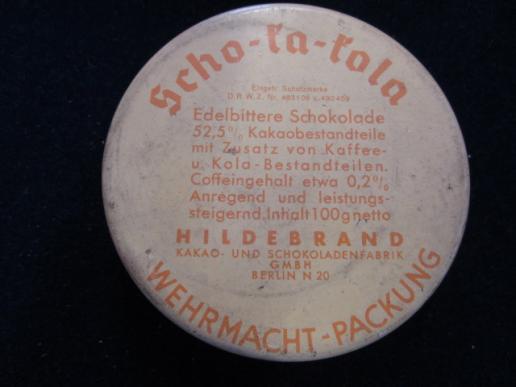 Scho-ka-kola
Eingetr. Schutzmarke
D.R.W.Z. Nr.
Edelbittere Schokolade
52,5% Kakaobestandteile
mit Zusatz von Kaffee-
u. Kola-Bestandteilen.
Coffeingehalt etwa 0,2%
Anregend und leistungs-
steigernd. Inhalt 100g netto
HILDEBRAND
KAKAO- UND SCHOKOLADENFABRIK
GMBH
BERLIN N 20
WEHRMACHT-PACKUNG